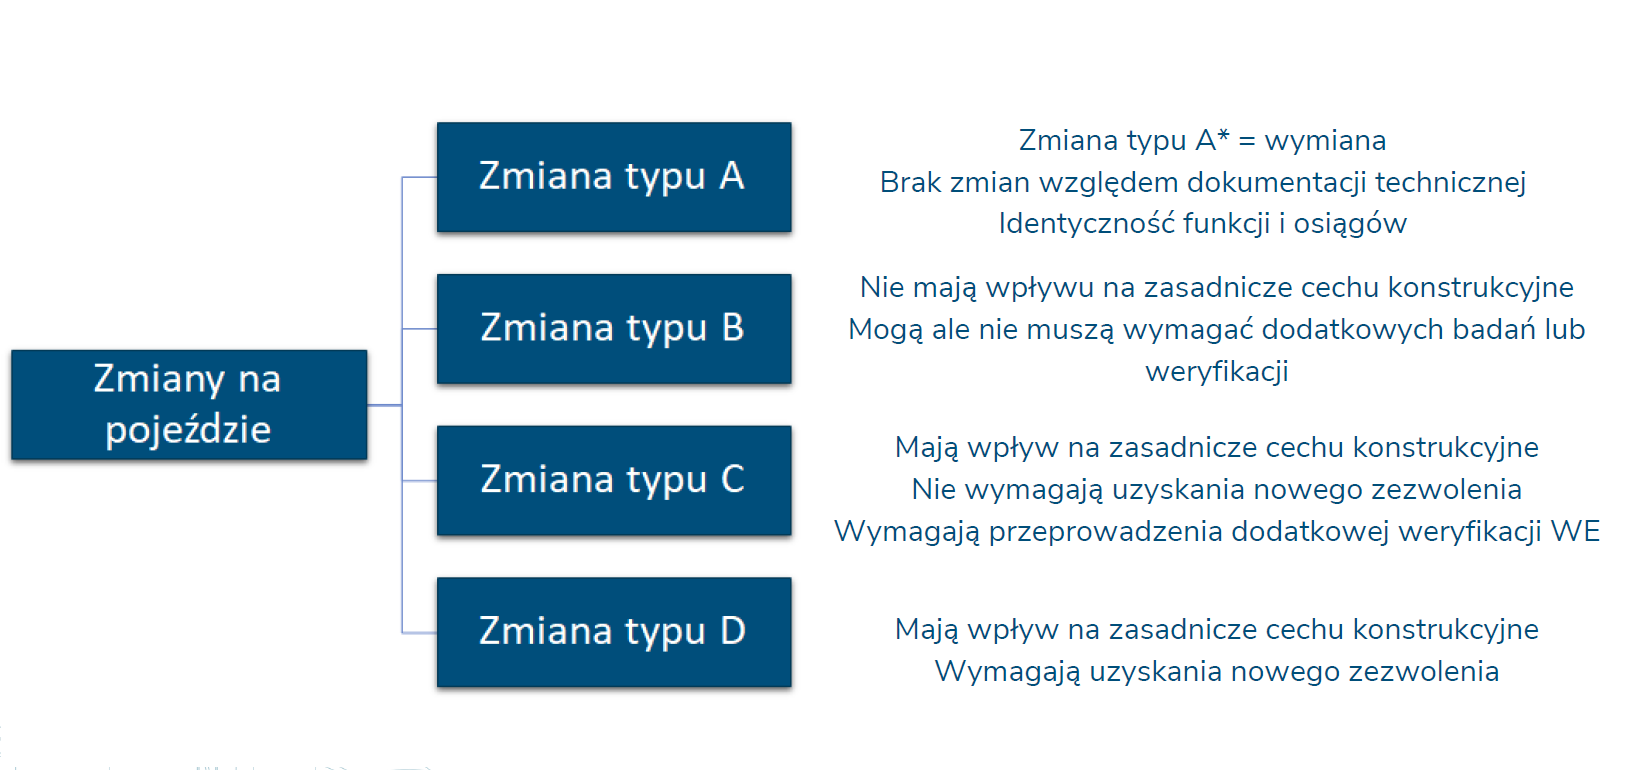 Zmiany na
pojeździe
Zmiana typu A
Zmiana typu A* = wymiana
Brak zmian względem dokumentacji technicznej
Identyczność funkcji i osiągów
Zmiana typu B
Nie mają wpływu na zasadnicze cechu konstrukcyjne
Mogą ale nie muszą wymagać dodatkowych badań lub
weryfikacji
Zmiana typu C
Mają wpływ na zasadnicze cechu konstrukcyjne
Nie wymagają uzyskania nowego zezwolenia
Wymagają przeprowadzenia dodatkowej weryfikacji WE
Zmiana typu D
Mają wpływ na zasadnicze cechu konstrukcyjne
Wymagają uzyskania nowego zezwolenia